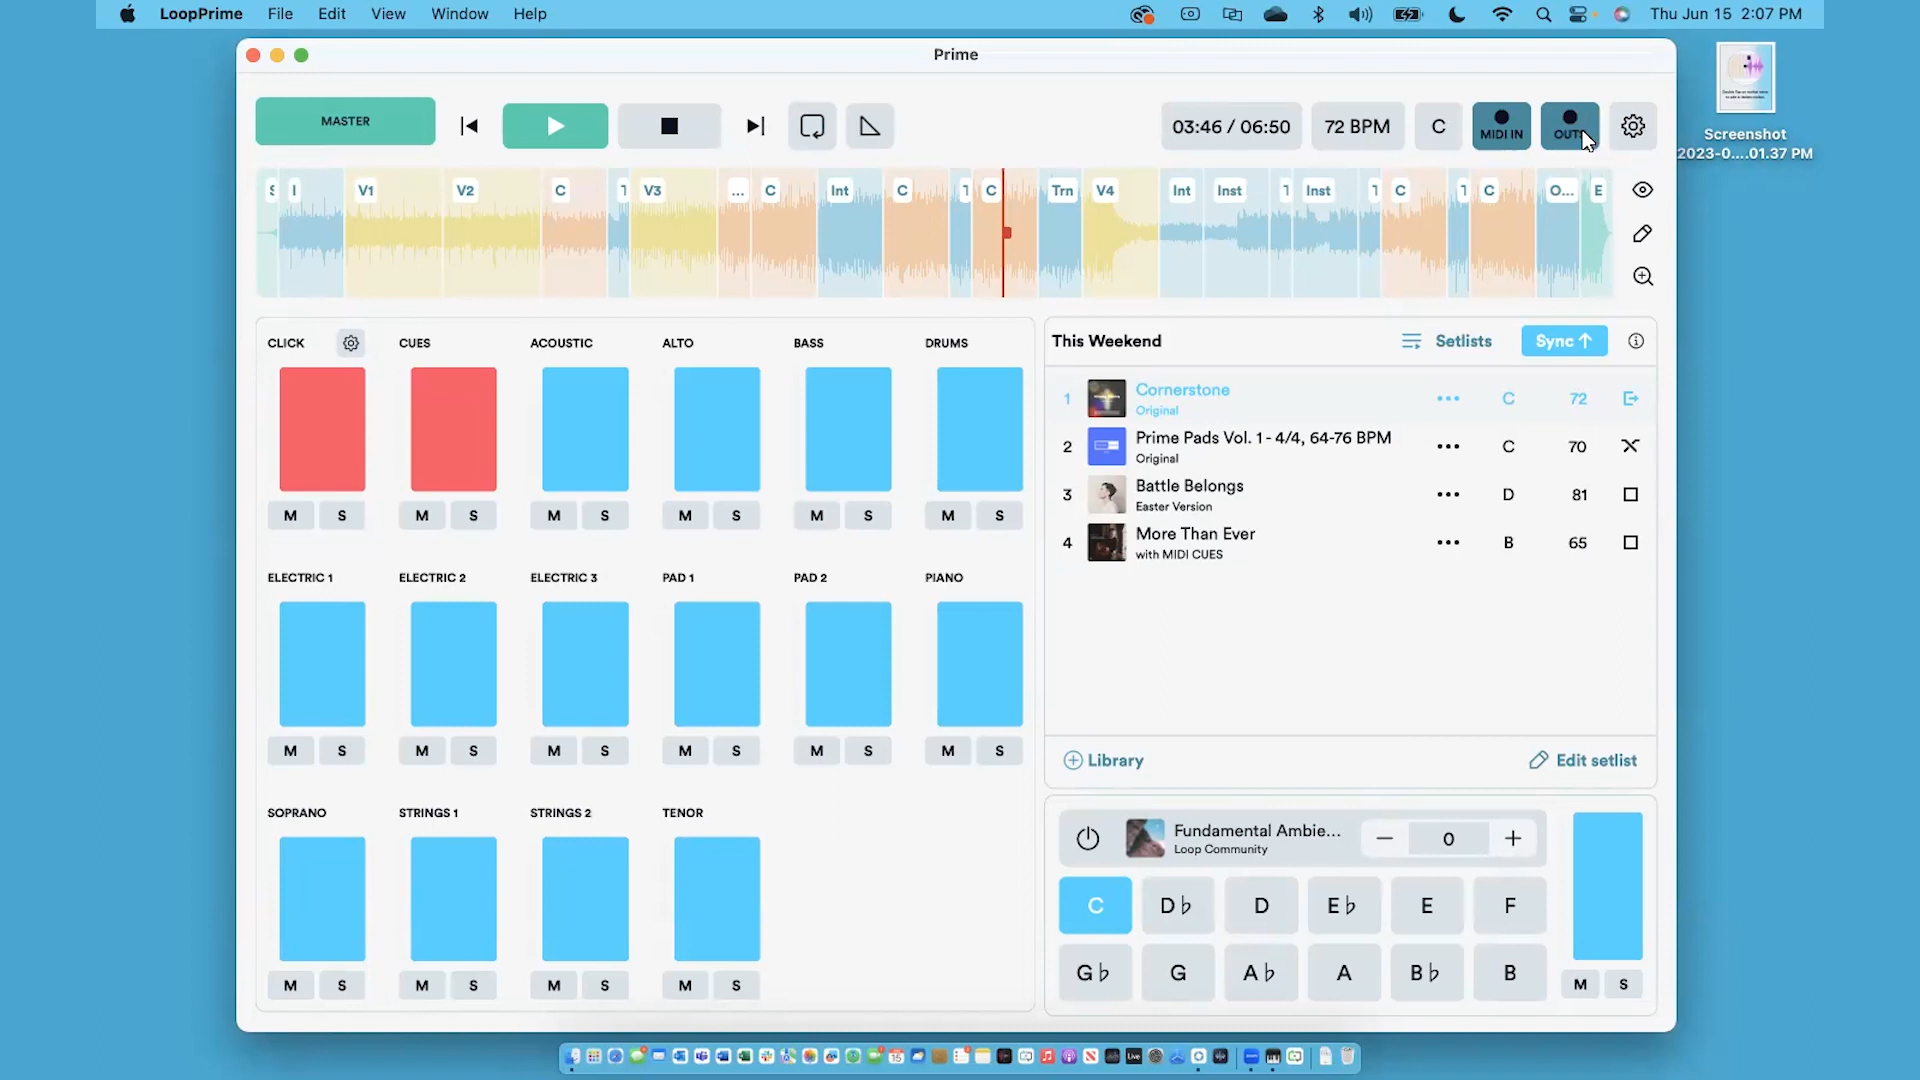 LoopPrime File Edit View Window Help Thu Jun 15 2:07 PM
Prime
MASTER 03:46 / 06:50 72 BPM C MIDI IN OUTS
I V1 V2 C T V3 ... C Int C T C Trn V4 Int Inst T Inst T C T C O... E
Screenshot
2023-0....01.37 PM
CLICK CUES ACOUSTIC ALTO BASS DRUMS
M S M S M S M S M S M S
ELECTRIC 1 ELECTRIC 2 ELECTRIC 3 PAD 1 PAD 2 PIANO
M S M S M S M S M S M S
SOPRANO STRINGS 1 STRINGS 2 TENOR
M S M S M S M S
This Weekend Setlists Sync
1 Cornerstone C 72
Original
2 Prime Pads Vol. 1 - 4/4, 64-76 BPM C 70
Original
3 Battle Belongs D 81
Easter Version
4 More Than Ever B 65
with MIDI CUES
Library Edit setlist
Fundamental Ambie... 0
Loop Community
C D♭ D E♭ E F
G♭ G A♭ A B♭ B
M S